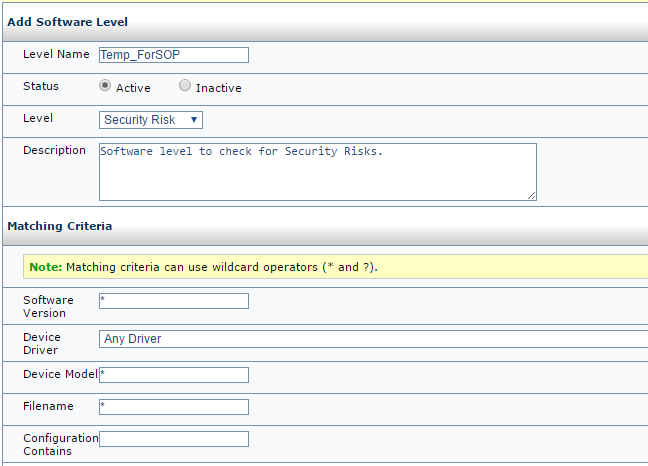 Add Software Level
Level Name Temp_ForSOP
Status Active Inactive
Level Security Risk
Description Software level to check for Security Risks.
Matching Criteria
Note: Matching criteria can use wildcard operators (* and ?).
Software Version *
Device Driver Any Driver
Device Model *
Filename *
Configuration Contains